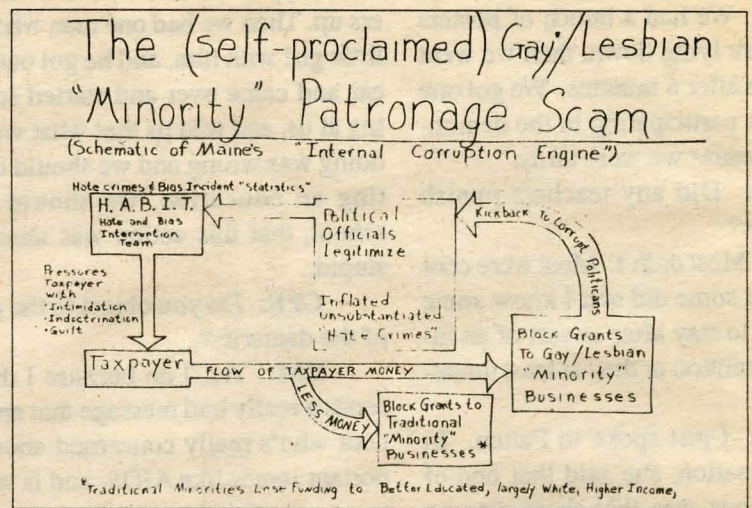 The (Self-proclaimed) Gay/Lesbian
"Minority" Patronage Scam
(Schematic of Maine's "Internal Corruption Engine")
Hate crimes & Bias Incident "statistics"
H.A.B.I.T.
Hate and Bias
Intervention
Team
Political
Officials
Legitimize
Inflated
Unsubstantiated
"Hate Crimes"
Kickback To Corrupt Politicians
Pressures
Taxpayer
with
• Intimidation
• Indoctrination
• Guilt
Taxpayer
FLOW OF TAXPAYER MONEY
LESS MONEY
Block Grants
To Gay/Lesbian
"Minority"
Businesses
Block Grants to
Traditional
"Minority"
Businesses *
*Traditional Minorities Lose Funding to Better Educated, largely White, Higher Income,